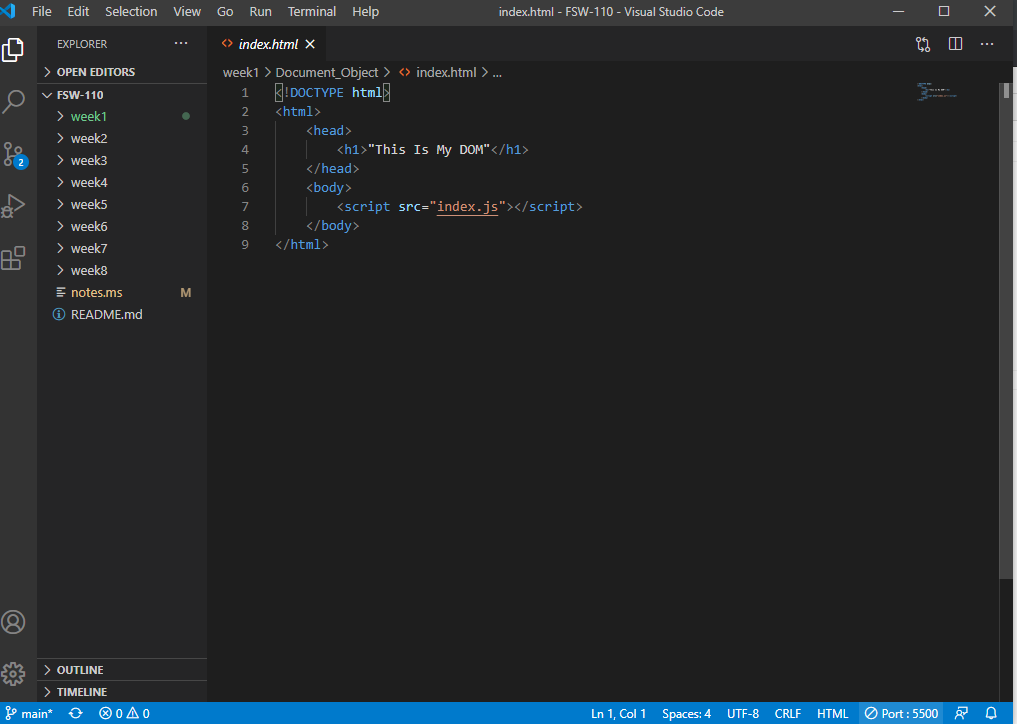 File Edit Selection View Go Run Terminal Help index.html - FSW-110 - Visual Studio Code
EXPLORER ···
OPEN EDITORS
FSW-110
week1
week2
week3
week4
week5
week6
week7
week8
notes.ms M
README.md
OUTLINE
TIMELINE
2
<> index.html ×
week1 > Document_Object > <> index.html > ...
1 <!DOCTYPE html>
2 <html>
3 <head>
4 <h1>"This Is My DOM"</h1>
5 </head>
6 <body>
7 <script src="index.js"></script>
8 </body>
9 </html>
main* 0 0 Ln 1, Col 1 Spaces: 4 UTF-8 CRLF HTML Port : 5500